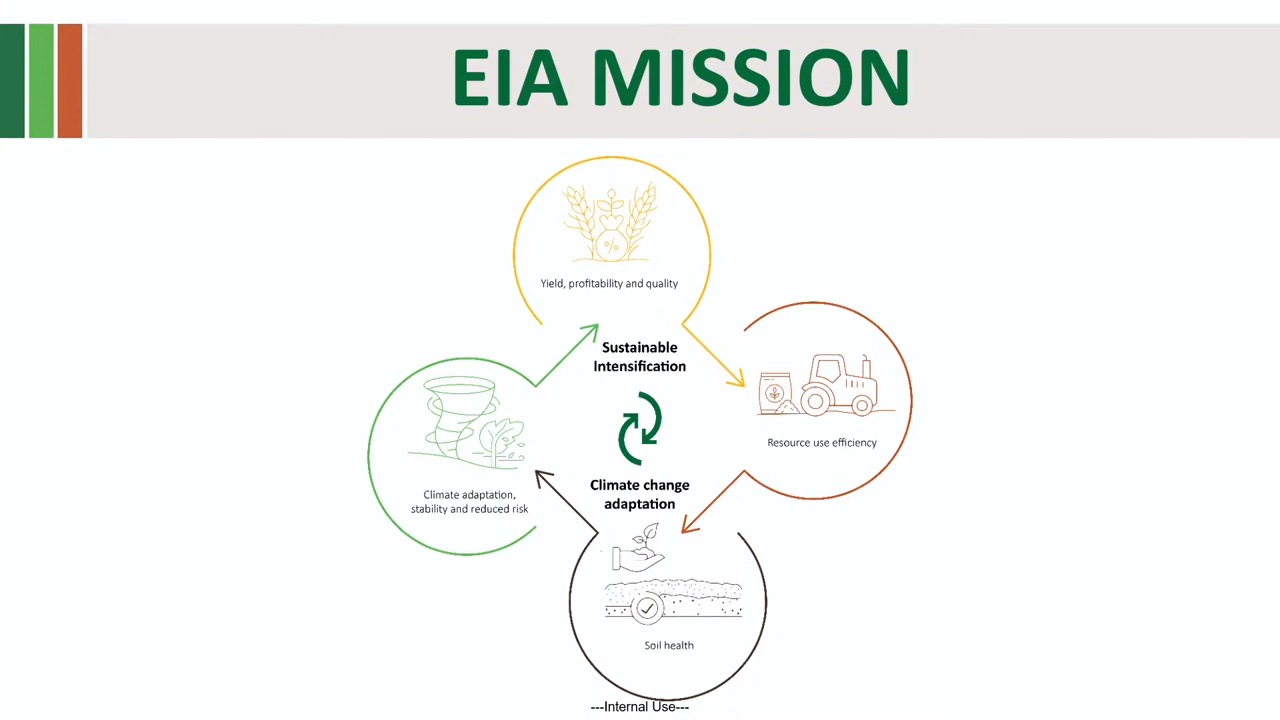 EIA MISSION
%
Yield, profitability and quality
Sustainable
Intensification
Resource use efficiency
Climate change
adaptation
Climate adaptation,
stability and reduced risk
Soil health
---Internal Use---